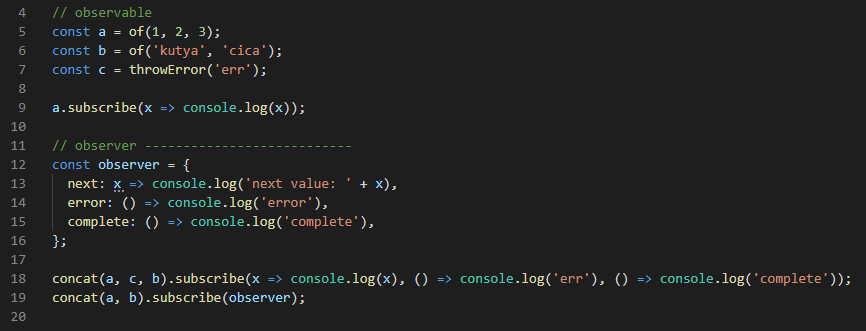 4 // observable
5 const a = of(1, 2, 3);
6 const b = of('kutya', 'cica');
7 const c = throwError('err');
8
9 a.subscribe(x => console.log(x));
10
11 // observer ---------------------------
12 const observer = {
13 next: x => console.log('next value: ' + x),
14 error: () => console.log('error'),
15 complete: () => console.log('complete'),
16 };
17
18 concat(a, c, b).subscribe(x => console.log(x), () => console.log('err'), () => console.log('complete'));
19 concat(a, b).subscribe(observer);
20